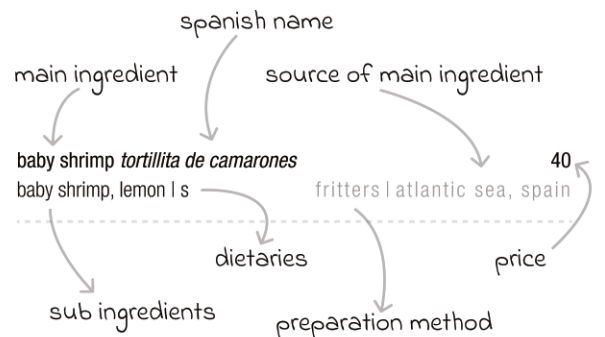 spanish name
main ingredient
source of main ingredient
baby shrimp tortillita de camarones 40
baby shrimp, lemon | s fritters | atlantic sea, spain
dietaries
price
sub ingredients
preparation method